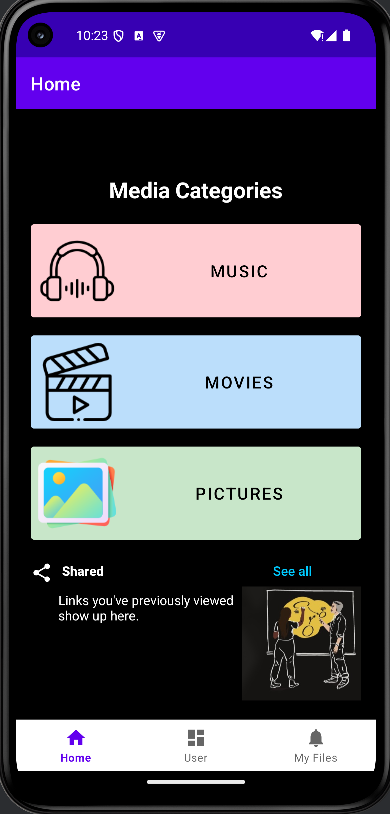 10:23
Home
Media Categories
MUSIC
MOVIES
PICTURES
Shared
See all
Links you've previously viewed
show up here.
Home
User
My Files